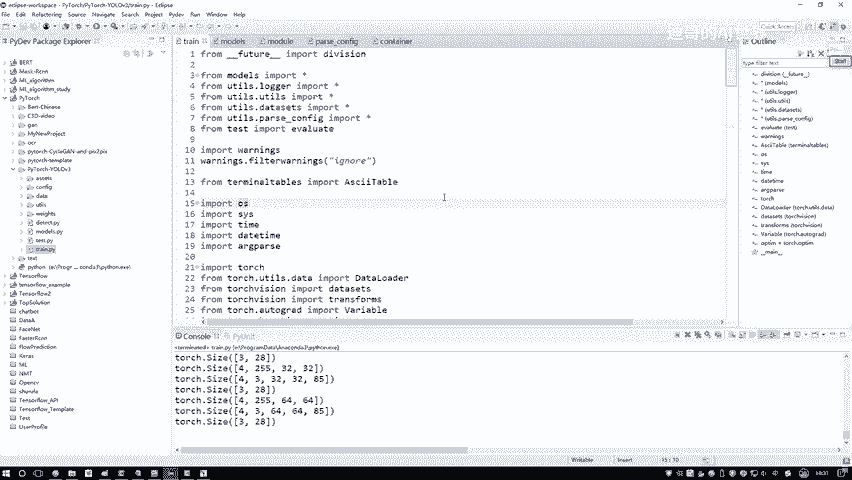 eclipse-workspace - PyTorch/PyTorch-YOLOv3/train.py - Eclipse
File Edit Refactoring Source Navigate Search Project Pydev Run Window Help
Quick Access
PyDev Package Explorer
BERT
Mask-Rcnn
ML_algorithm
ML_algorithm_study
PyTorch
Bert-Chinese
C3D-video
gan
MyNewProject
ocr
pytorch-CycleGAN-and-pix2pix
pytorch-template
PyTorch-YOLOv3
assets
config
data
utils
weights
detect.py
models.py
test.py
train.py
text
Tensorflow
tensorflow_example
Tensorflow2
TopSolution
chatbot
DataA
FaceNet
FasterRcnn
flowPrediction
Keras
ML
NMT
Opencv
Tensorflow_API
Tensorflow_Template
Test
UserProfile
train models module parse_config container
1 from __future__ import division
2
3 from models import *
4 from utils.logger import *
5 from utils.utils import *
6 from utils.datasets import *
7 from utils.parse_config import *
8 from test import evaluate
9
10 import warnings
11 warnings.filterwarnings("ignore")
12
13 from terminaltables import AsciiTable
14
15 import os
16 import sys
17 import time
18 import datetime
19 import argparse
20
21 import torch
22 from torch.utils.data import DataLoader
23 from torchvision import datasets
24 from torchvision import transforms
25 from torch.autograd import Variable
Outline
Start
type filter text
division (__future__)
* (models)
* (utils.logger)
* (utils.utils)
* (utils.datasets)
* (utils.parse_config)
evaluate (test)
warnings
AsciiTable (terminaltables)
os
sys
time
datetime
argparse
torch
DataLoader (torch.utils.data)
datasets (torchvision)
transforms (torchvision)
Variable (torch.autograd)
optim = torch.optim
__main__
Console PyUnit
<terminated> train.py [e:\ProgramData\Anaconda3\python.exe]
torch.Size([3, 28])
torch.Size([4, 255, 32, 32])
torch.Size([4, 3, 32, 32, 85])
torch.Size([3, 28])
torch.Size([4, 255, 64, 64])
torch.Size([4, 3, 64, 64, 85])
torch.Size([3, 28])
Writable Insert